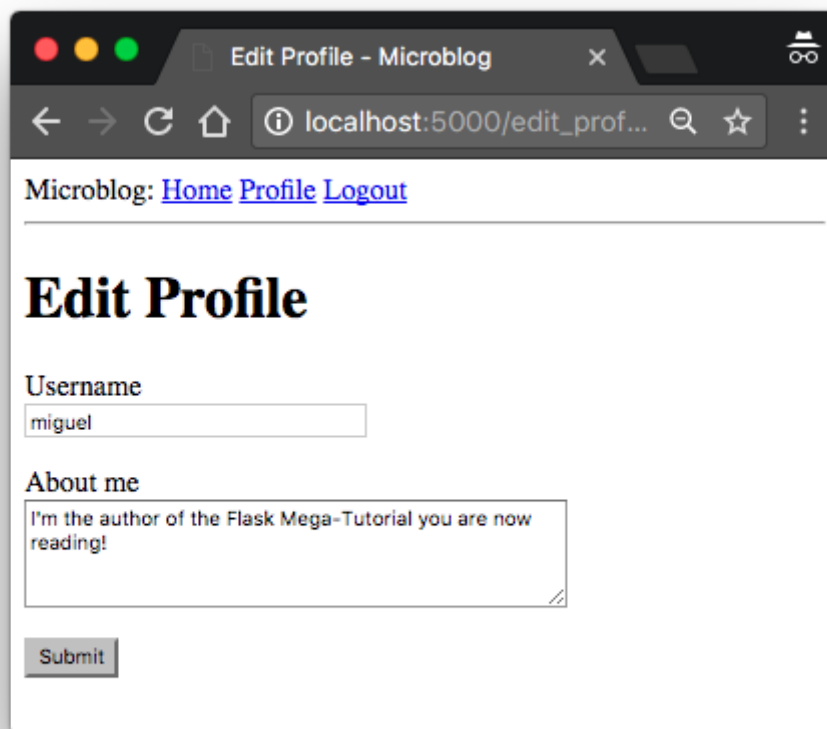 Edit Profile - Microblog
localhost:5000/edit_prof...
Microblog: Home Profile Logout
Edit Profile
Username
miguel
About me
I'm the author of the Flask Mega-Tutorial you are now
reading!
Submit